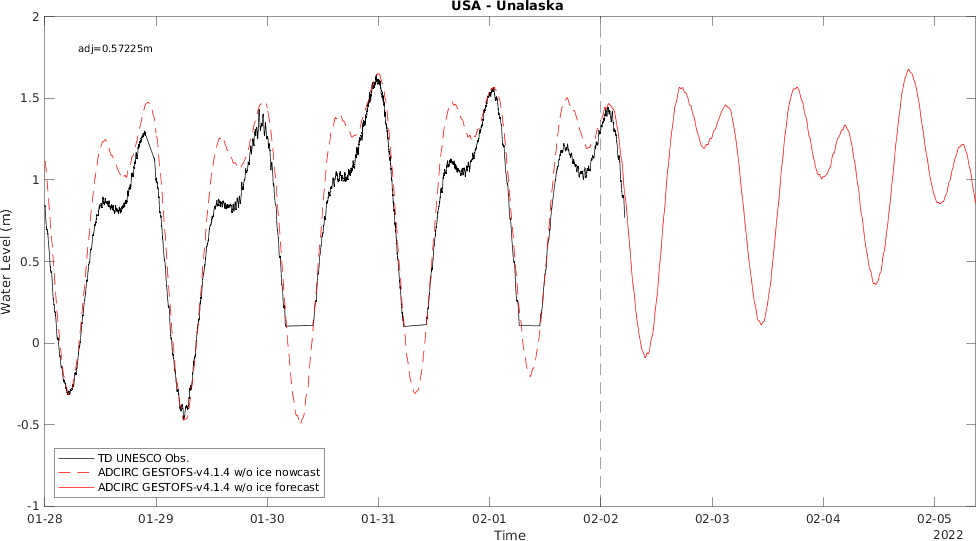 USA - Unalaska
2
adj=0.57225m
1.5
1
0.5
0
-0.5
-1
Water Level (m)
TD UNESCO Obs.
ADCIRC GESTOFS-v4.1.4 w/o ice nowcast
ADCIRC GESTOFS-v4.1.4 w/o ice forecast
01-28 01-29 01-30 01-31 02-01 02-02 02-03 02-04 02-05
Time
2022